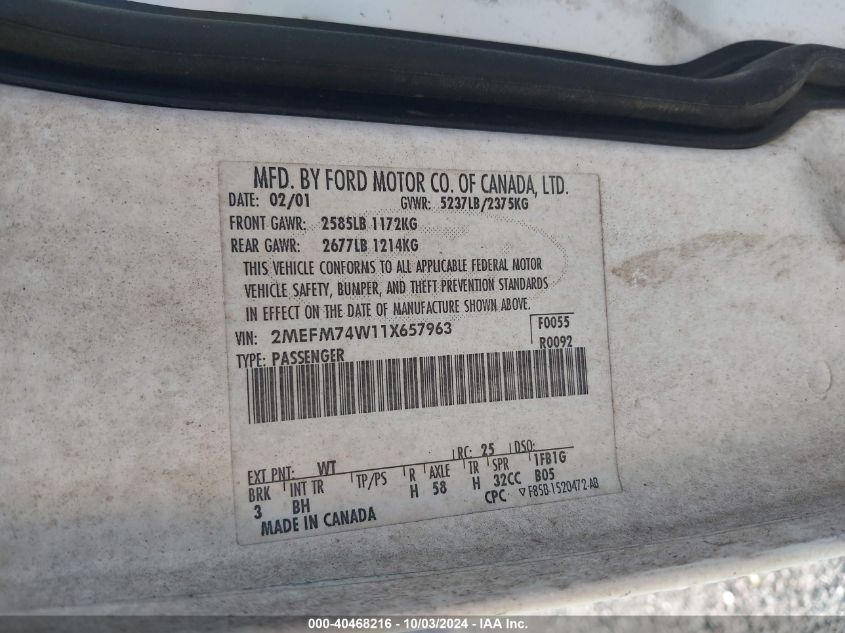 MFD. BY FORD MOTOR CO. OF CANADA, LTD.
DATE: 02/01 GVWR: 5237LB/2375KG
FRONT GAWR: 2585LB 1172KG
REAR GAWR: 2677LB 1214KG
THIS VEHICLE CONFORMS TO ALL APPLICABLE FEDERAL MOTOR
VEHICLE SAFETY, BUMPER, AND THEFT PREVENTION STANDARDS
IN EFFECT ON THE DATE OF MANUFACTURE SHOWN ABOVE.
VIN: 2MEFM74W11X657963 F0055
TYPE: PASSENGER R0092
EXT PNT: WT RC: 25 DSO:
BRK INT TR TP/PS R AXLE TR SPR 1FB1G
3 BH H 58 H 32CC B05
MADE IN CANADA CPC ▽ F85B-1520472-AB
000-40468216 - 10/03/2024 - IAA Inc.